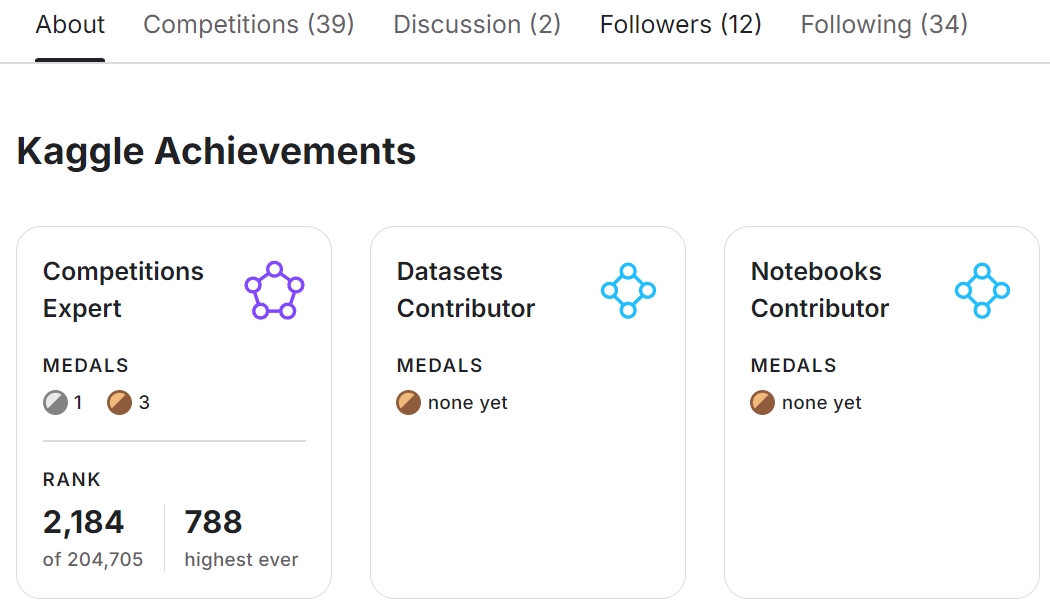 About Competitions (39) Discussion (2) Followers (12) Following (34)
Kaggle Achievements
Competitions
Expert
MEDALS
1 3
RANK
2,184
of 204,705
788
highest ever
Datasets
Contributor
MEDALS
none yet
Notebooks
Contributor
MEDALS
none yet